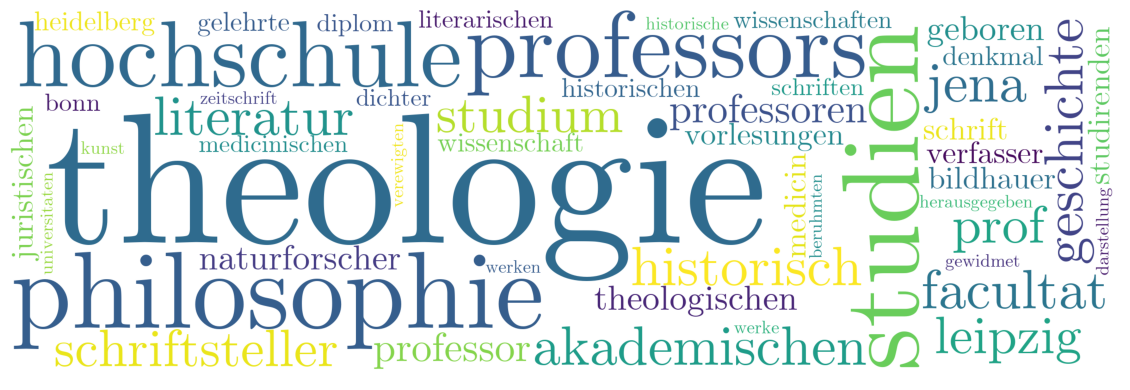 heidelberg gelehrte diplom literarischen historische wissenschaften
hochschule professors
geboren
denkmal
bonn zeitschrift dichter historischen schriften
jena
literatur studium professoren
medicinischen wissenschaft vorlesungen
schrift
verfasser
bildhauer
herausgegeben
juristischen
kunst
universitaten
theologie
verewigten
medicin
beruhmten
studien
geschichte
studirenden
darstellung
prof
gewidmet
naturforscher werken historisch
philosophie theologischen
facultat
schriftsteller professor werke akademischen
leipzig